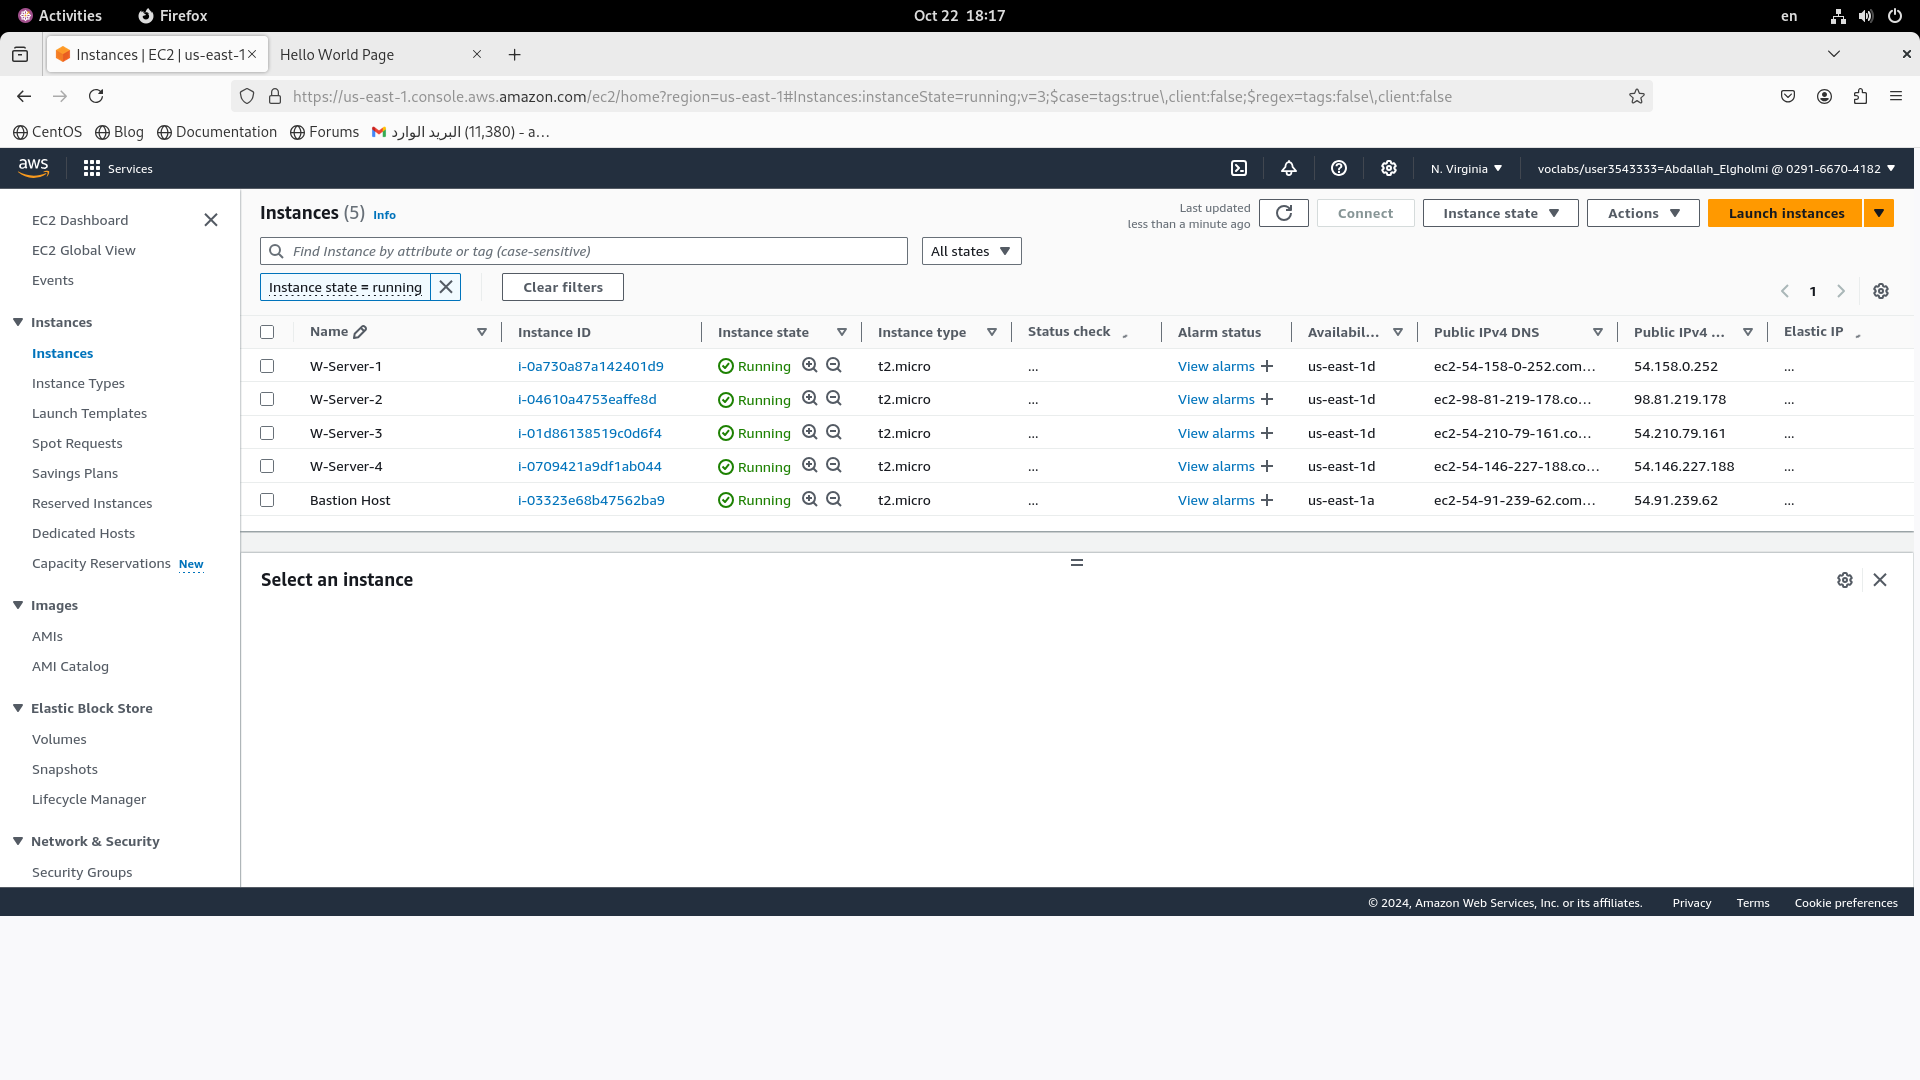 Activities Firefox Oct 22 18:17 en
Instances | EC2 | us-east-1 Hello World Page
https://us-east-1.console.aws.amazon.com/ec2/home?region=us-east-1#Instances:instanceState=running;v=3;$case=tags:true\,client:false;$regex=tags:false\,client:false
CentOS Blog Documentation Forums البريد الوارد (11,380) - a…
aws Services N. Virginia voclabs/user3543333=Abdallah_Elgholmi @ 0291-6670-4182
EC2 Dashboard
EC2 Global View
Events
Instances
Instances
Instance Types
Launch Templates
Spot Requests
Savings Plans
Reserved Instances
Dedicated Hosts
Capacity Reservations New
Images
AMIs
AMI Catalog
Elastic Block Store
Volumes
Snapshots
Lifecycle Manager
Network & Security
Security Groups
Instances (5) Info
Last updated
less than a minute ago
Connect Instance state Actions Launch instances
Find Instance by attribute or tag (case-sensitive) All states
Instance state = running Clear filters 1
Name Instance ID Instance state Instance type Status check Alarm status Availabil... Public IPv4 DNS Public IPv4 ... Elastic IP
W-Server-1 i-0a730a87a142401d9 Running t2.micro ... View alarms us-east-1d ec2-54-158-0-252.com… 54.158.0.252 ...
W-Server-2 i-04610a4753eaffe8d Running t2.micro ... View alarms us-east-1d ec2-98-81-219-178.co… 98.81.219.178 ...
W-Server-3 i-01d86138519c0d6f4 Running t2.micro ... View alarms us-east-1d ec2-54-210-79-161.co… 54.210.79.161 ...
W-Server-4 i-0709421a9df1ab044 Running t2.micro ... View alarms us-east-1d ec2-54-146-227-188.co… 54.146.227.188 ...
Bastion Host i-03323e68b47562ba9 Running t2.micro ... View alarms us-east-1a ec2-54-91-239-62.com… 54.91.239.62 ...
Select an instance
© 2024, Amazon Web Services, Inc. or its affiliates. Privacy Terms Cookie preferences